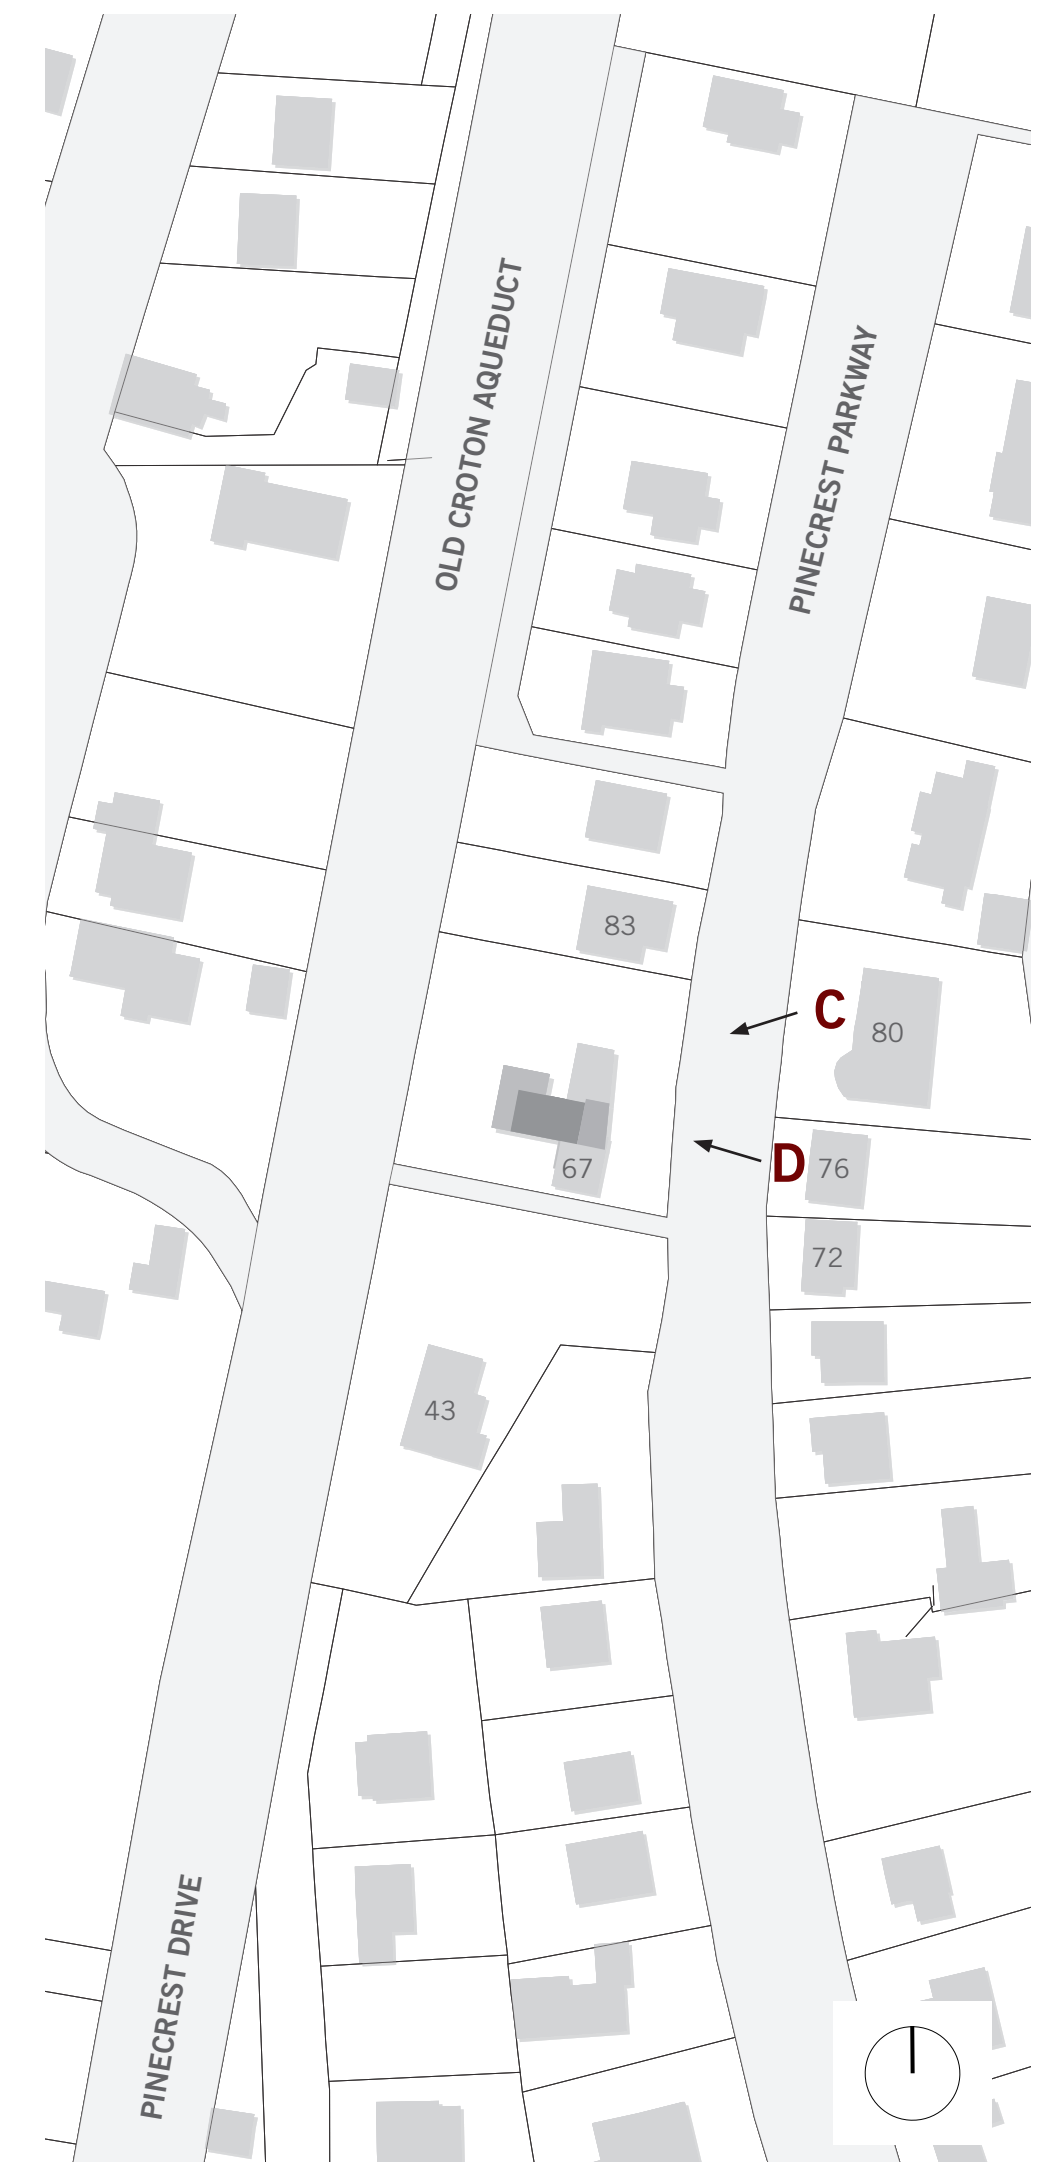 OLD CROTON AQUEDUCT
PINECREST PARKWAY
83
C
80
67
D
76
72
43
PINECREST DRIVE